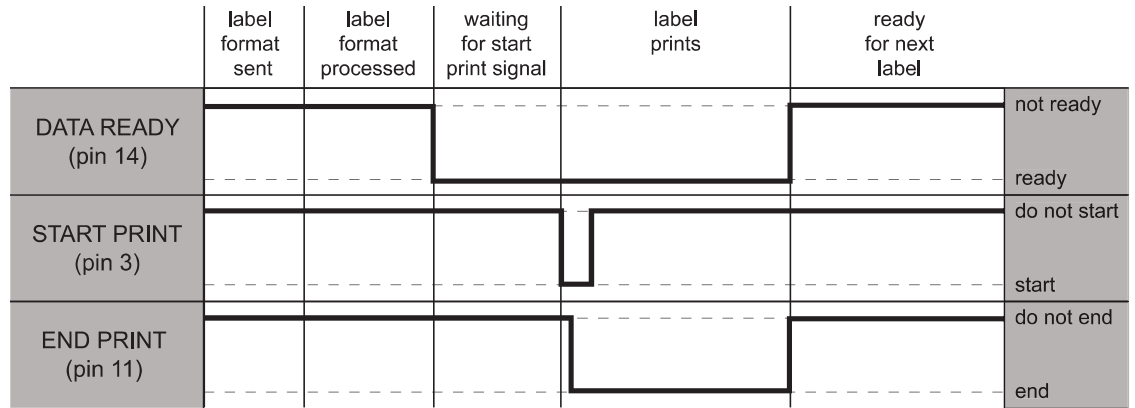 label
format
sent
label
format
processed
waiting
for start
print signal
label
prints
ready
for next
label
DATA READY
(pin 14)
not ready
ready
START PRINT
(pin 3)
do not start
start
END PRINT
(pin 11)
do not end
end